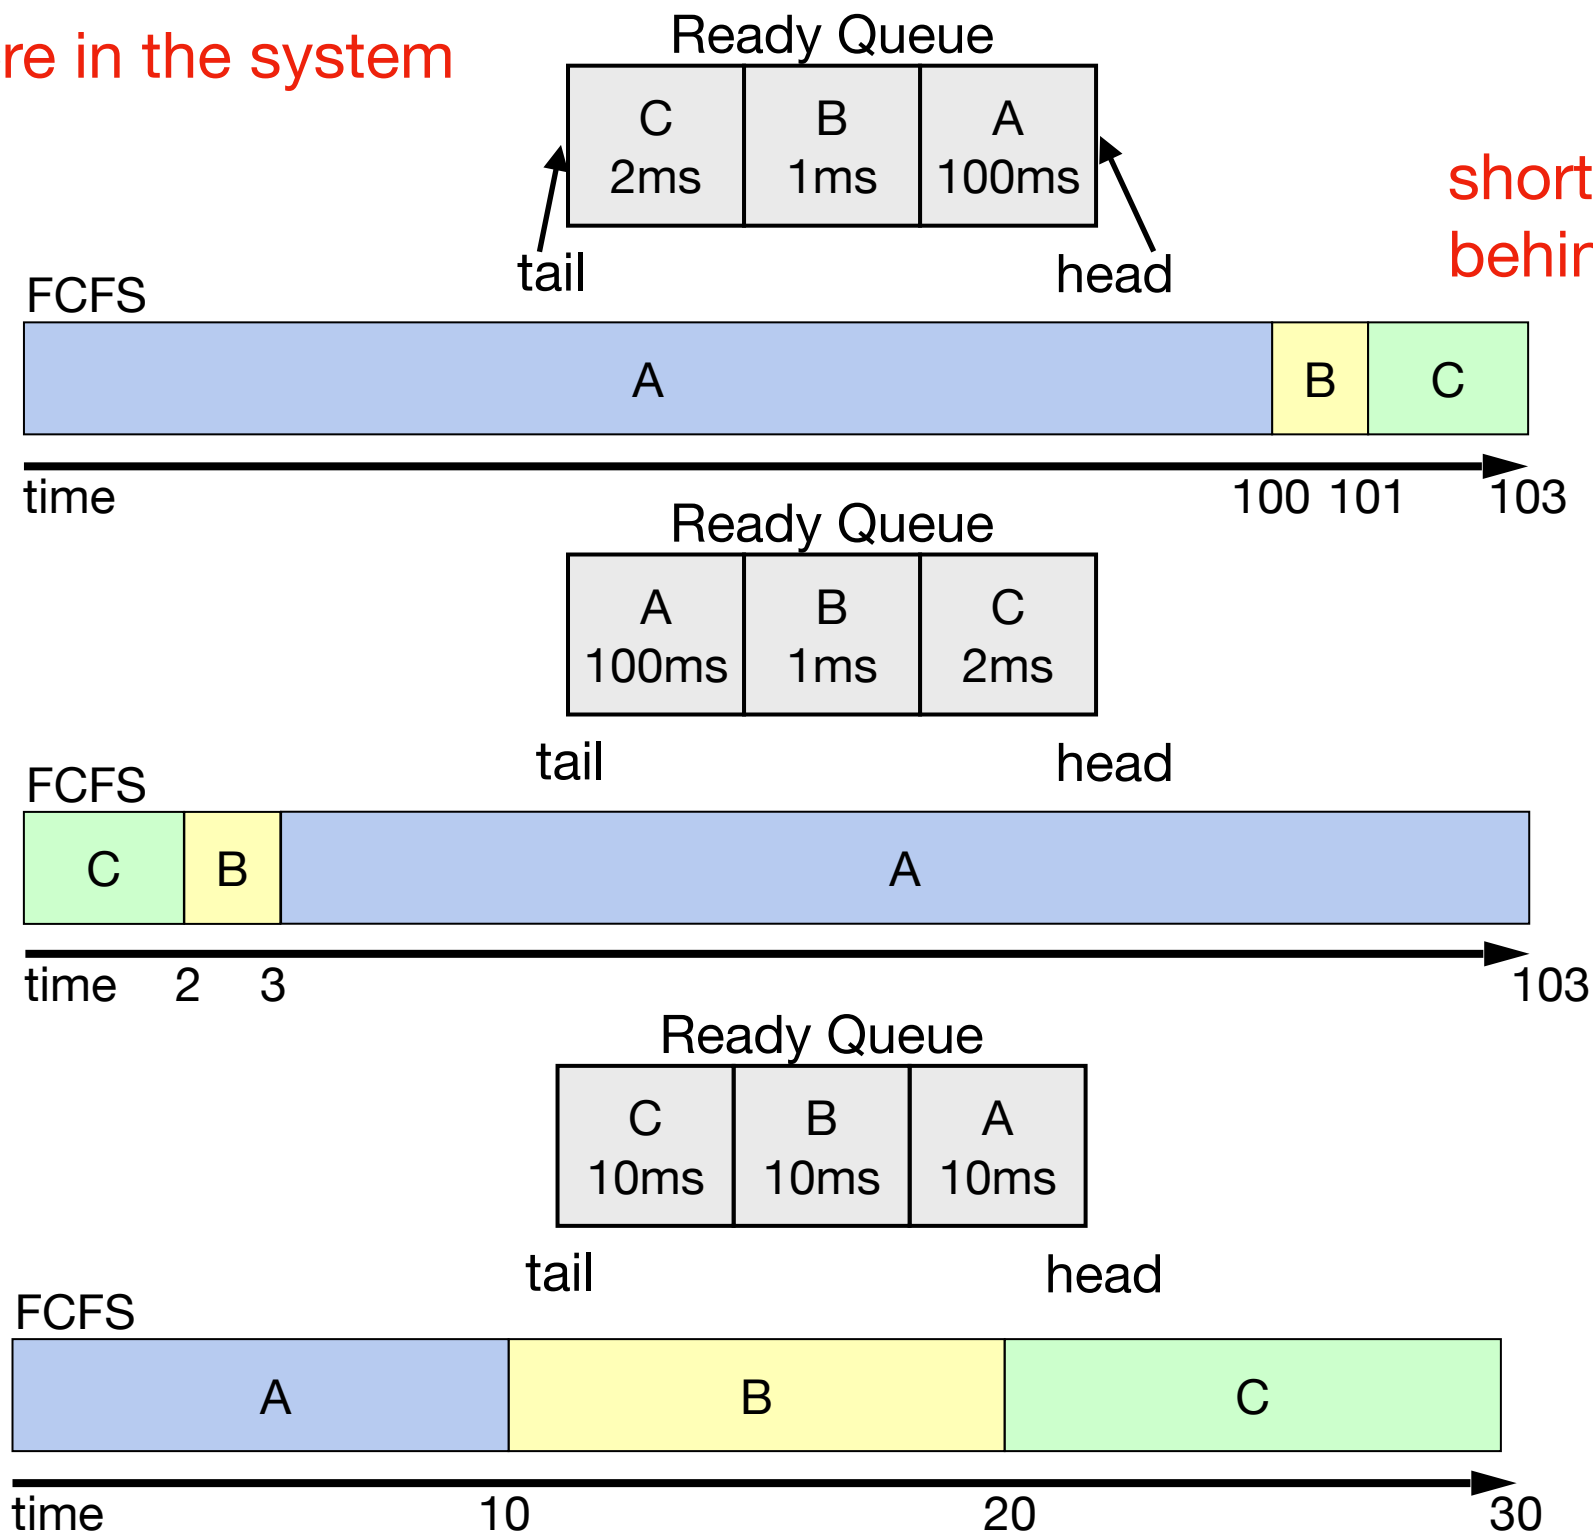 re in the system
Ready Queue
C B A
2ms 1ms 100ms
short
tail head
FCFS
A B C
time 100 101 103
Ready Queue
A B C
100ms 1ms 2ms
tail head
FCFS
C B A
time 2 3 103
Ready Queue
C B A
10ms 10ms 10ms
tail head
FCFS
A B C
time 10 20 30